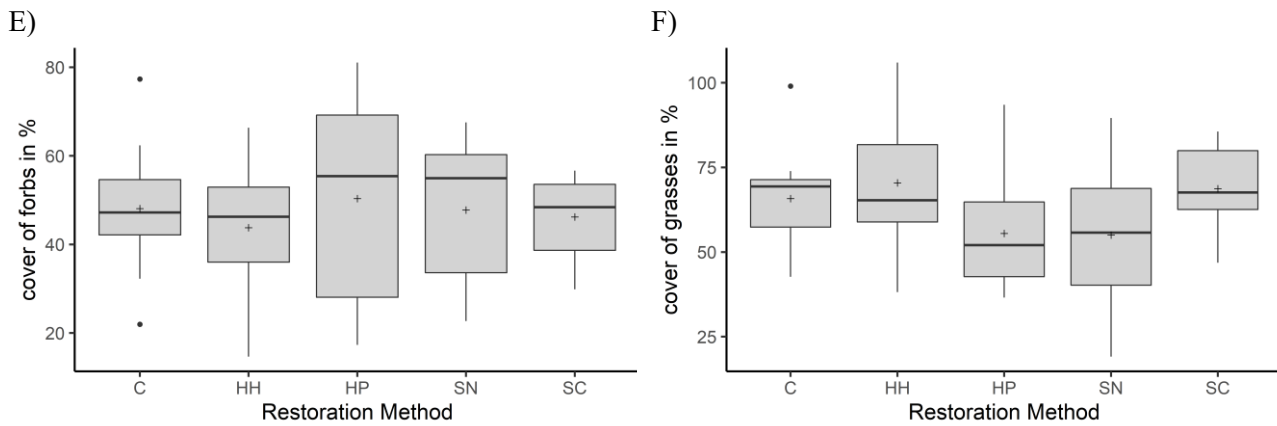 E)
cover of forbs in %
80
60
40
20
C HH HP SN SC
Restoration Method
F)
cover of grasses in %
100
75
50
25
C HH HP SN SC
Restoration Method